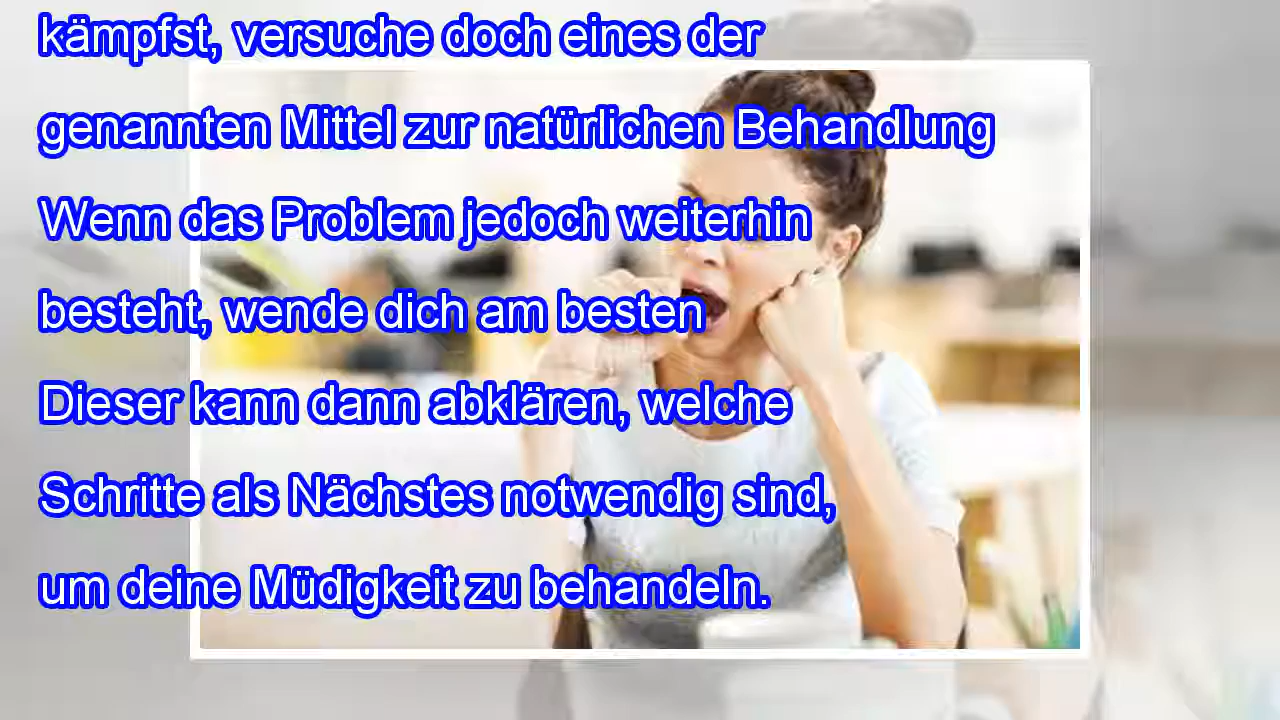 kämpfst, versuche doch eines der
genannten Mittel zur natürlichen Behandlung
Wenn das Problem jedoch weiterhin
besteht, wende dich am besten
Dieser kann dann abklären, welche
Schritte als Nächstes notwendig sind,
um deine Müdigkeit zu behandeln.